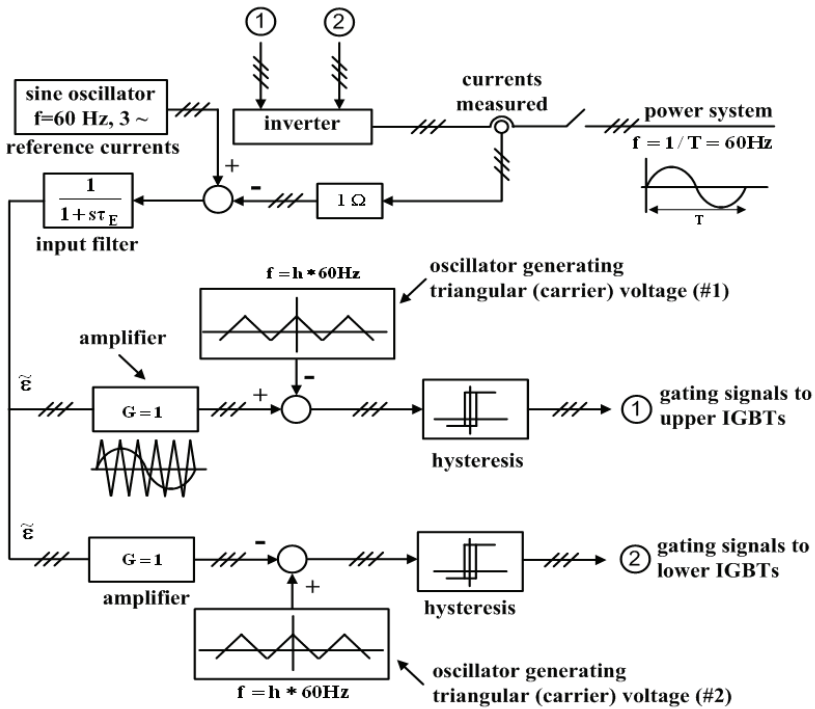 1
2
sine oscillator
f=60 Hz, 3 ~
reference currents
inverter
currents
measured
power system
f = 1 / T = 60Hz
T
+
-
1 Ω
1
1+sτ_E
input filter
f = h * 60Hz
oscillator generating
triangular (carrier) voltage (#1)
amplifier
ε̃
G = 1
+
-
hysteresis
1
gating signals to
upper IGBTs
ε̃
G = 1
amplifier
-
+
hysteresis
2
gating signals to
lower IGBTs
f = h * 60Hz
oscillator generating
triangular (carrier) voltage (#2)